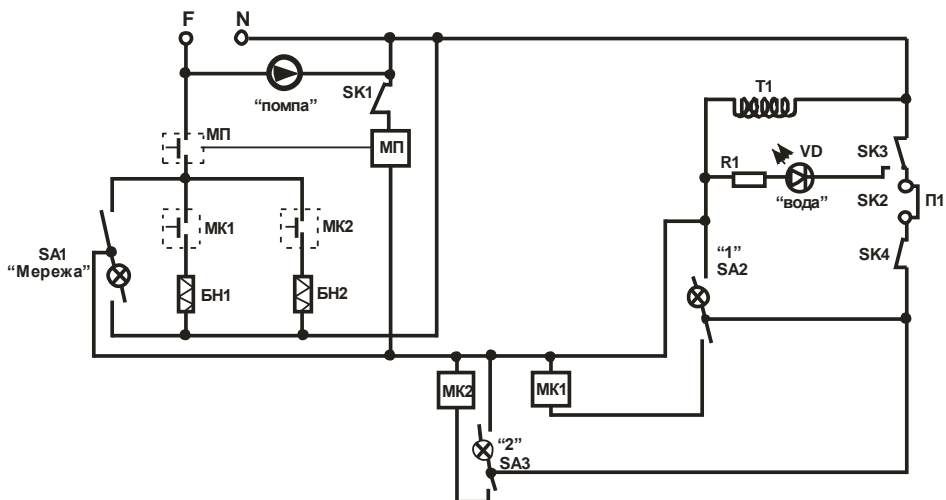 F
N
“помпа”
SK1
МП
МП
T1
R1
VD
“вода”
SK3
SK2
П1
SK4
МК1
МК2
SA1
“Мережа”
БН1
БН2
“1”
SA2
МК2
МК1
“2”
SA3